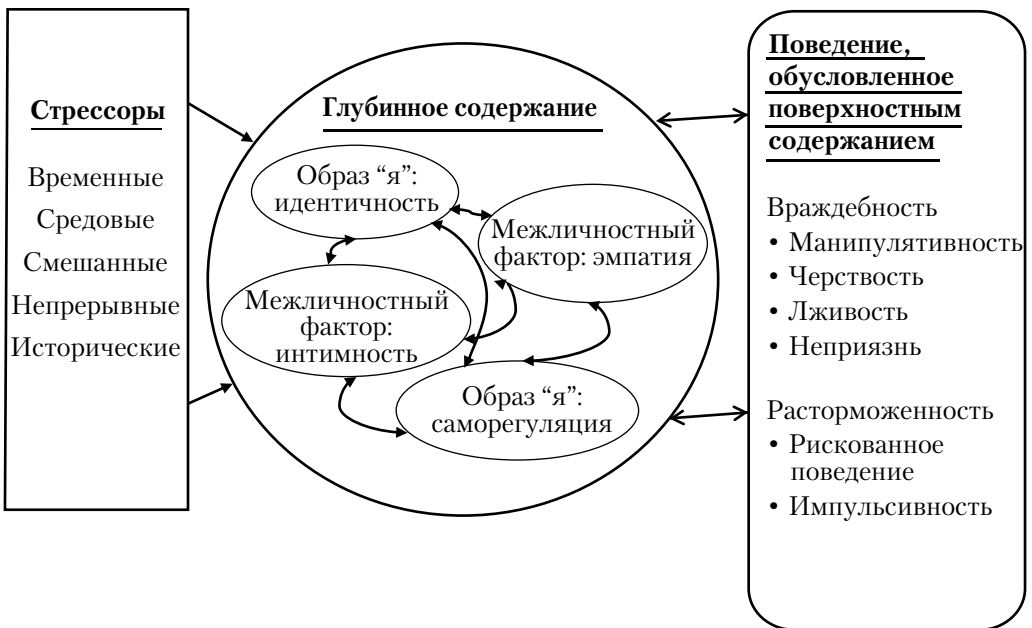 Стрессоры
Временные
Средовые
Смешанные
Непрерывные
Исторические
Глубинное содержание
Образ “я”:
идентичность
Межличностный
фактор: эмпатия
Межличностный
фактор:
интимность
Образ “я”:
саморегуляция
Поведение,
обусловленное
поверхностным
содержанием
Враждебность
• Манипулятивность
• Черствость
• Лживость
• Неприязнь
Расторможенность
• Рискованное
поведение
• Импульсивность